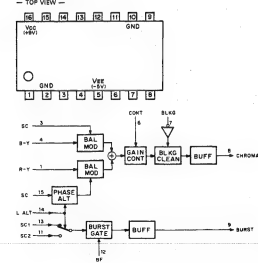 — TOP VIEW —
16 15 14 13 12 11 10 9
VCC
(+9V)
GND
GND
VEE
(-5V)
1 2 3 4 5 6 7 8
CONT
6
BLKG
7
SC 3
BAL
MOD
B-Y 4
GAIN
CONT
BLKG
CLEAN
BUFF
8 CHROMA
R-Y 1
BAL
MOD
SC 15
PHASE
ALT
L ALT 14
SC1 13
SC2 11
BURST
GATE
BUFF
9 BURST
12
BF